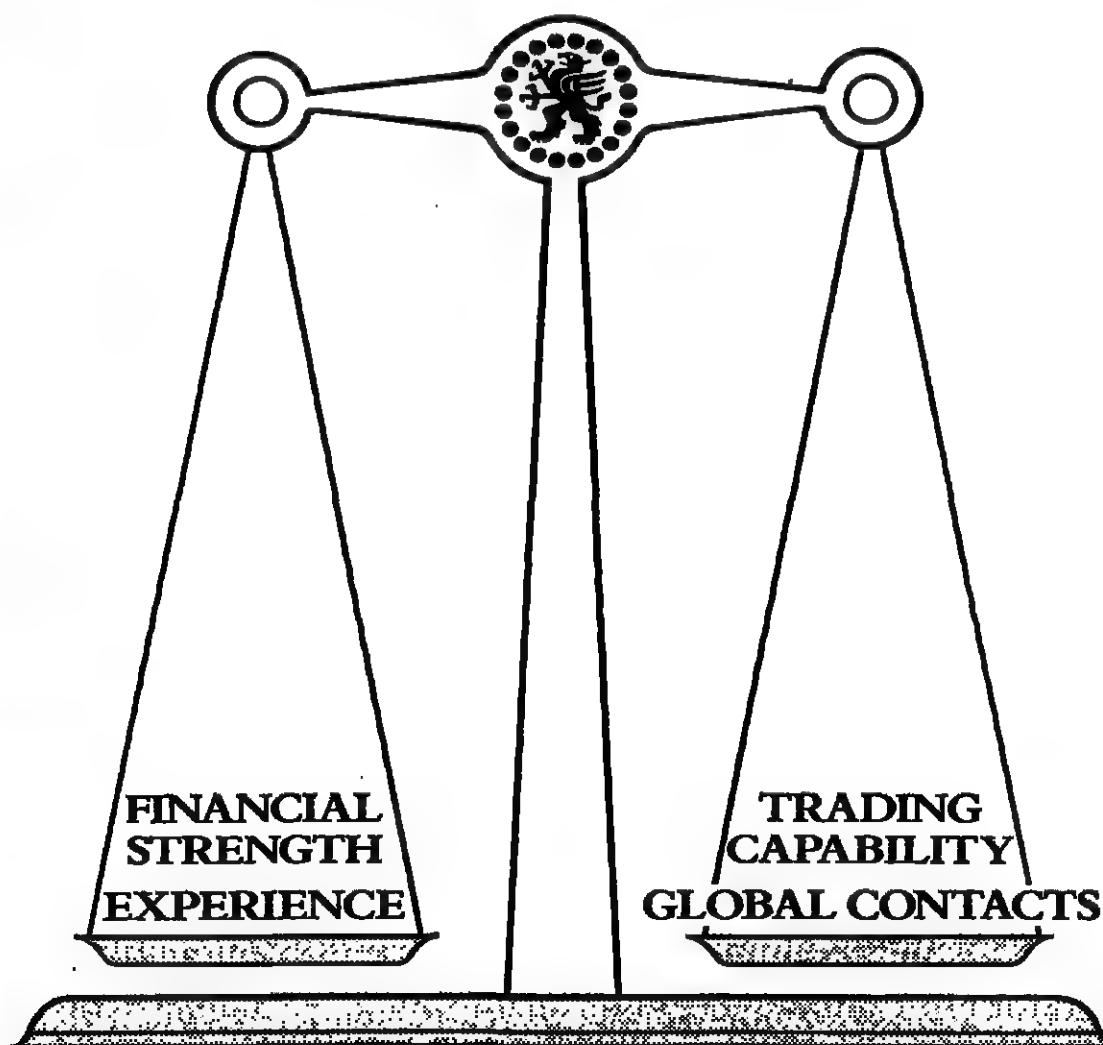 FINANCIAL
STRENGTH
EXPERIENCE
TRADING
CAPABILITY
GLOBAL CONTACTS